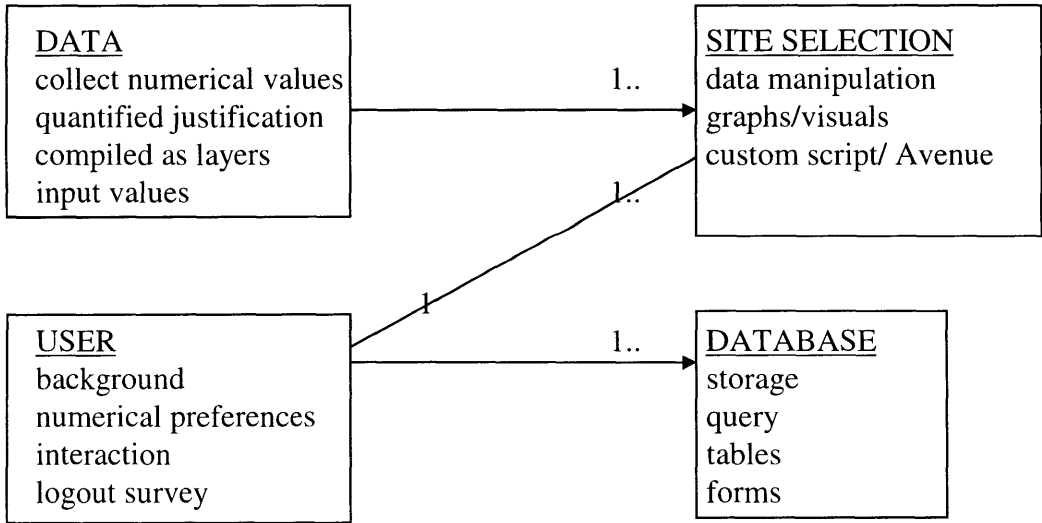 DATA
collect numerical values
quantified justification
compiled as layers
input values
1..
SITE SELECTION
data manipulation
graphs/visuals
custom script/ Avenue
1..
1
USER
background
numerical preferences
interaction
logout survey
1..
DATABASE
storage
query
tables
forms